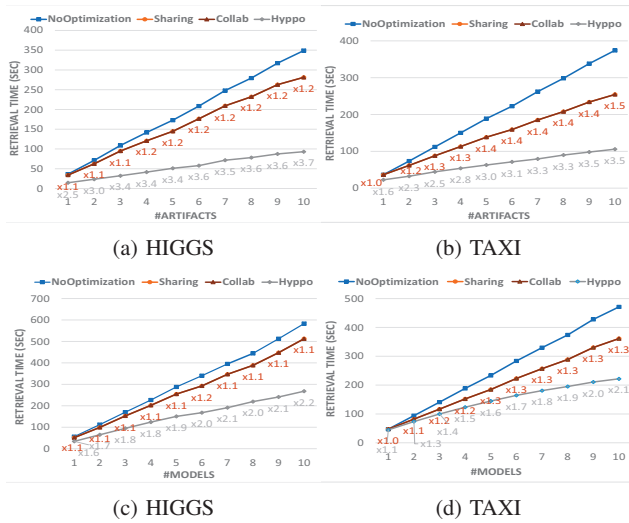 NoOptimization Sharing Collab Hyppo
RETRIEVAL TIME (SEC)
400
350
300
250
200
150
100
50
0
x1.1 x1.1 x1.1 x1.2 x1.2 x1.2 x1.2 x1.2 x1.2 x1.2
x2.5 x3.0 x3.4 x3.4 x3.4 x3.6 x3.5 x3.6 x3.6 x3.7
1 2 3 4 5 6 7 8 9 10
#ARTIFACTS
(a) HIGGS
NoOptimization Sharing Collab Hyppo
RETRIEVAL TIME (SEC)
400
300
200
100
0
x1.0 x1.2 x1.3 x1.3 x1.4 x1.4 x1.4 x1.4 x1.4 x1.5
x1.6 x2.3 x2.5 x2.8 x3.0 x3.1 x3.3 x3.3 x3.5 x3.5
1 2 3 4 5 6 7 8 9 10
#ARTIFACTS
(b) TAXI
NoOptimization Sharing Collab Hyppo
RETRIEVAL TIME (SEC)
700
600
500
400
300
200
100
0
x1.1 x1.1 x1.1 x1.1 x1.1 x1.1 x1.1 x1.1 x1.1 x1.1
x1.6 x1.7 x1.8 x1.8 x1.9 x2.0 x2.1 x2.0 x2.1 x2.2
1 2 3 4 5 6 7 8 9 10
#MODELS
(c) HIGGS
NoOptimization Sharing Collab Hyppo
RETRIEVAL TIME (SEC)
500
400
300
200
100
0
x1.0 x1.1 x1.2 x1.2 x1.3 x1.3 x1.3 x1.3 x1.3 x1.3
x1.1 x1.3 x1.4 x1.5 x1.6 x1.7 x1.8 x1.9 x2.0 x2.1
1 2 3 4 5 6 7 8 9 10
#MODELS
(d) TAXI